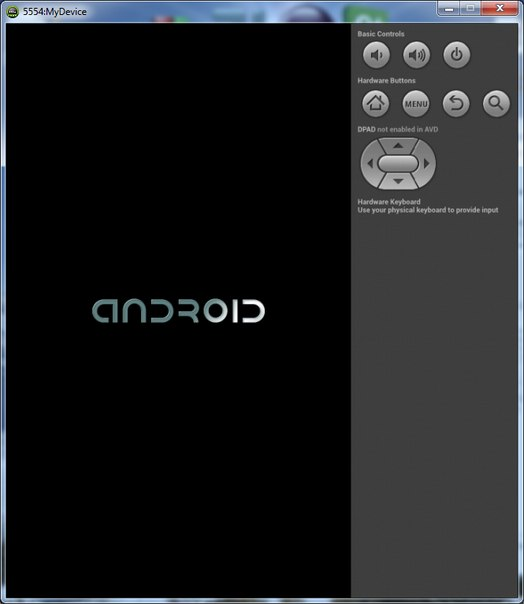 5554:MyDevice
Basic Controls
Hardware Buttons
MENU
DPAD not enabled in AVD
Hardware Keyboard
Use your physical keyboard to provide input
ANDROID